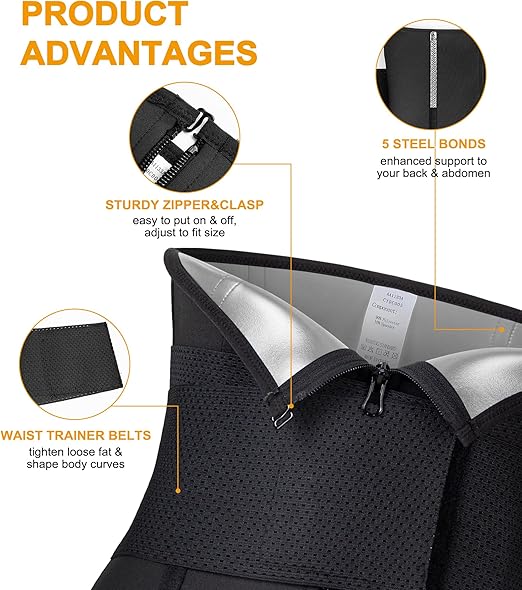 PRODUCT
ADVANTAGES
5 STEEL BONDS
enhanced support to
your back & abdomen
STURDY ZIPPER&CLASP
easy to put on & off,
adjust to fit size
WAIST TRAINER BELTS
tighten loose fat &
shape body curves